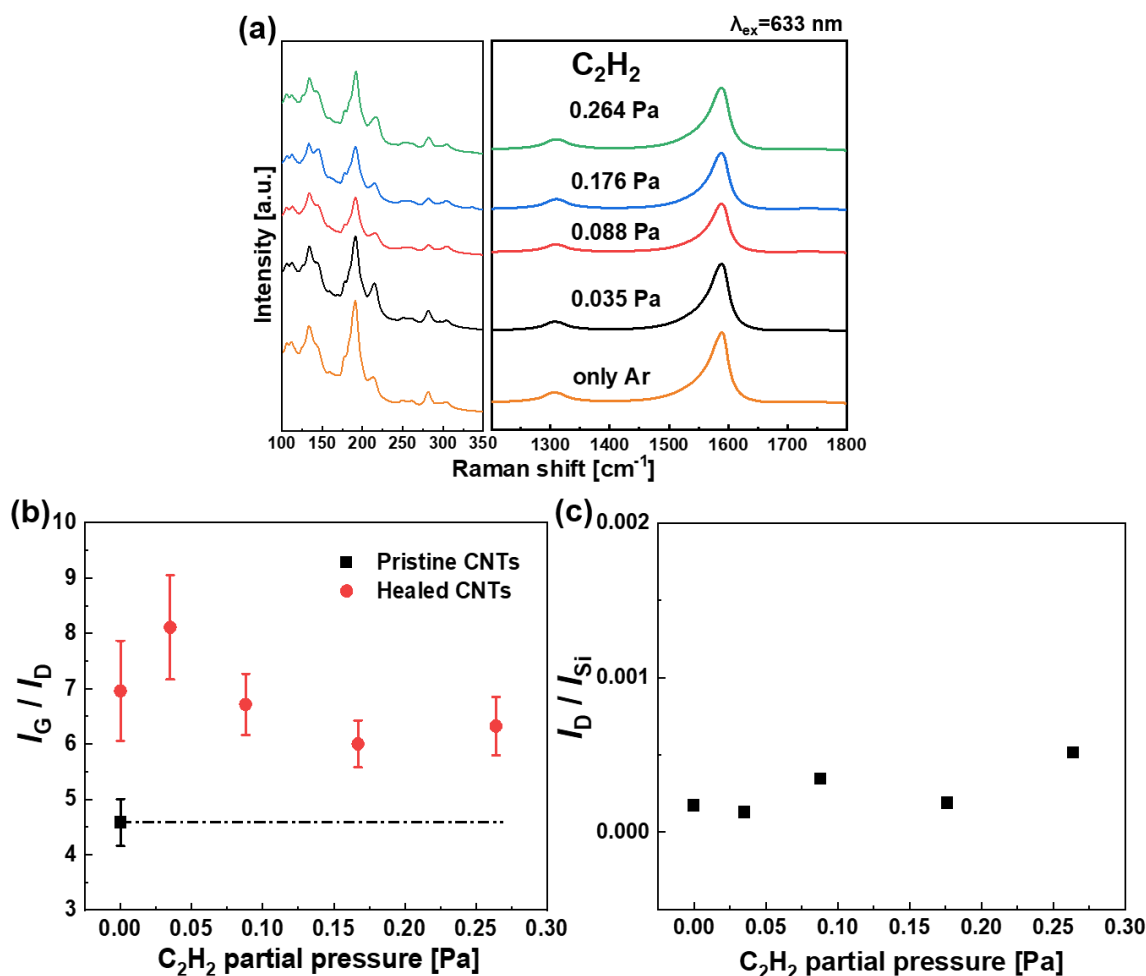 (a)
λex=633 nm
C2H2
0.264 Pa
0.176 Pa
0.088 Pa
0.035 Pa
only Ar
Intensity [a.u.]
100 150 200 250 300 350
1300 1400 1500 1600 1700 1800
Raman shift [cm-1]
(b)
10
9
8
7
6
5
4
3
IG / ID
Pristine CNTs
Healed CNTs
0.00 0.05 0.10 0.15 0.20 0.25 0.30
C2H2 partial pressure [Pa]
(c)
0.002
0.001
0.000
ID / ISi
0.00 0.05 0.10 0.15 0.20 0.25 0.30
C2H2 partial pressure [Pa]